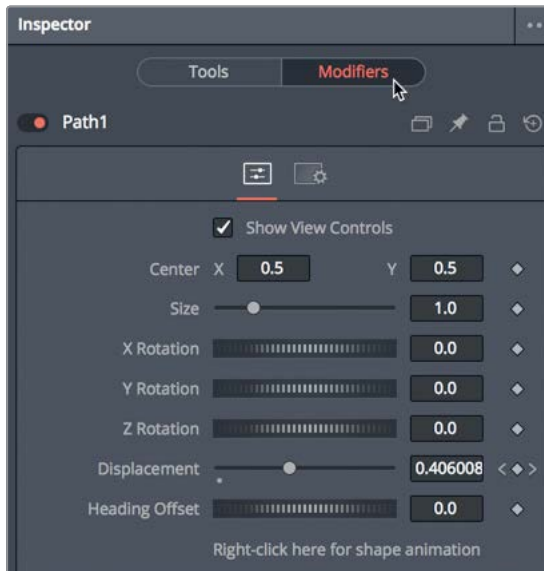 Inspector
Tools Modifiers
Path1
Show View Controls
Center X 0.5 Y 0.5
Size 1.0
X Rotation 0.0
Y Rotation 0.0
Z Rotation 0.0
Displacement 0.406008
Heading Offset 0.0
Right-click here for shape animation